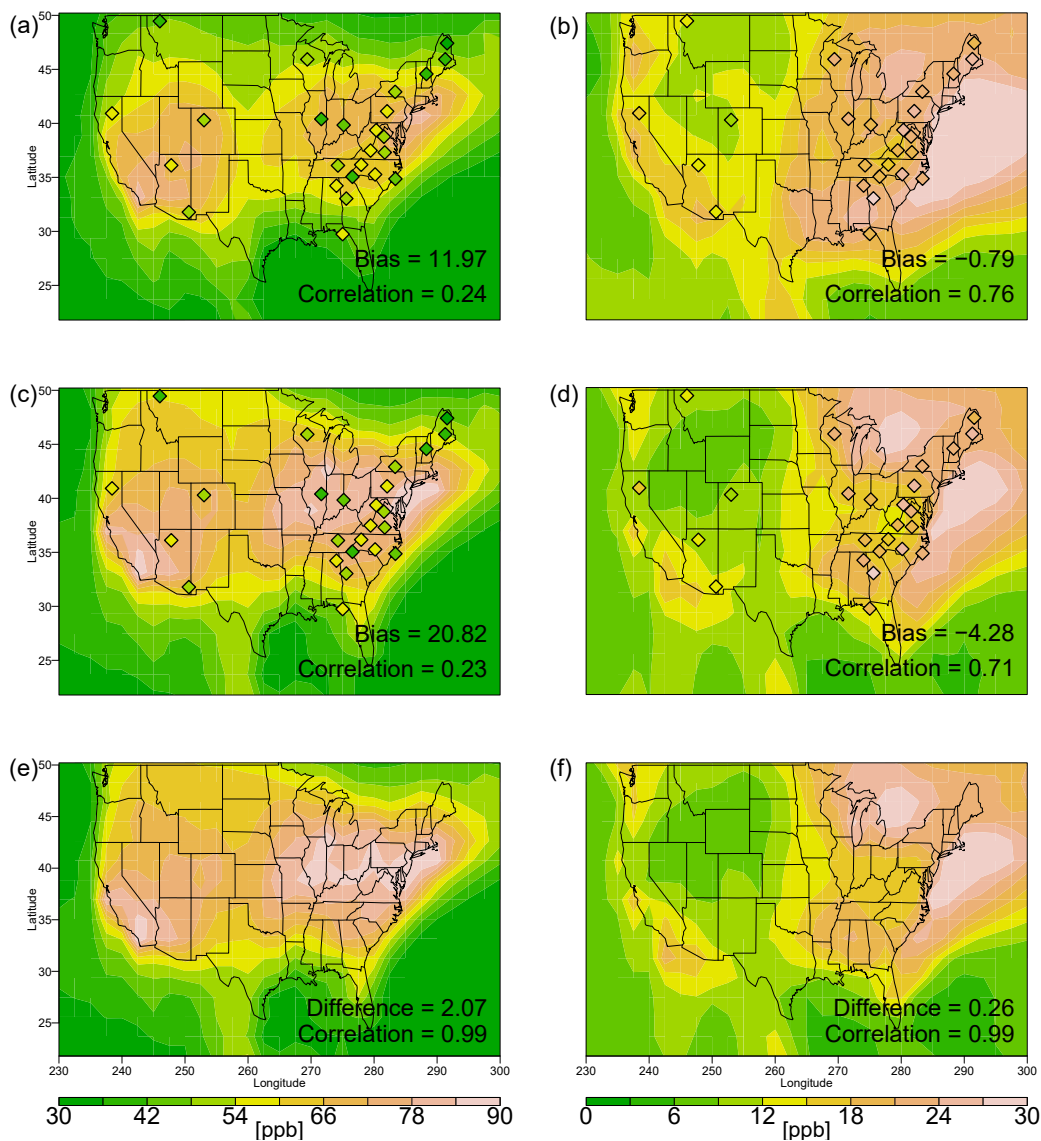 (a) (b)
50
45
40
35
30
25
Latitude
Bias = 11.97
Correlation = 0.24
Bias = −0.79
Correlation = 0.76
(c) (d)
50
45
40
35
30
25
Latitude
Bias = 20.82
Correlation = 0.23
Bias = −4.28
Correlation = 0.71
(e) (f)
50
45
40
35
30
25
Latitude
Difference = 2.07
Correlation = 0.99
Difference = 0.26
Correlation = 0.99
230 240 250 260 270 280 290 300
Longitude
230 240 250 260 270 280 290 300
Longitude
30 42 54 66 78 90
[ppb]
0 6 12 18 24 30
[ppb]